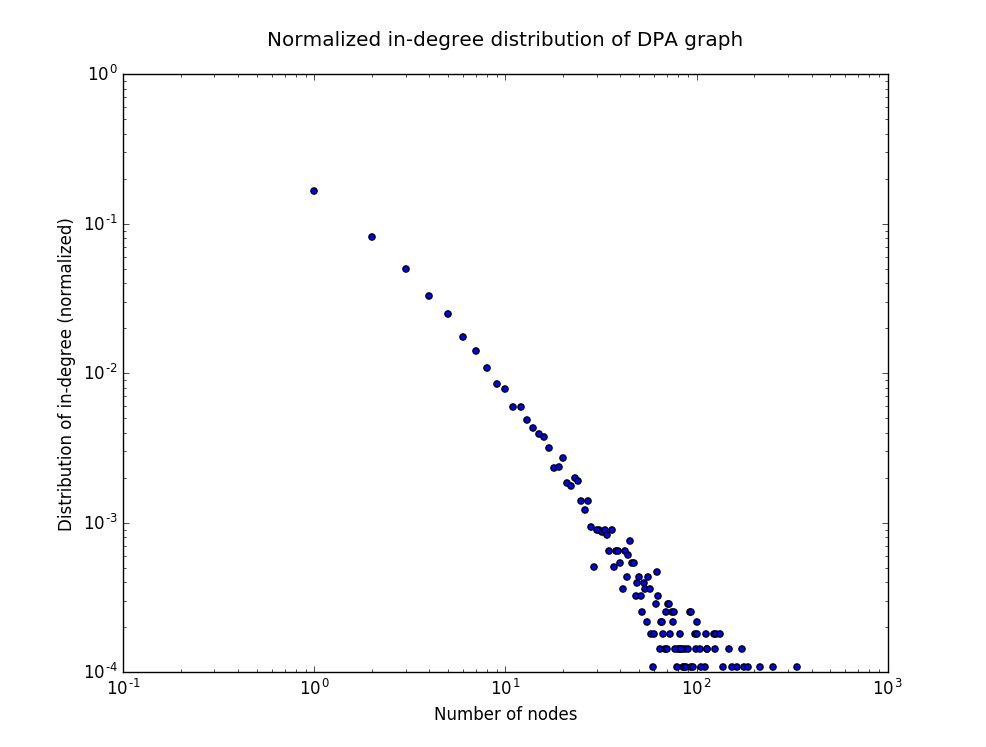 Normalized in-degree distribution of DPA graph
10^0
10^-1
10^-2
10^-3
10^-4
Distribution of in-degree (normalized)
10^-1 10^0 10^1 10^2 10^3
Number of nodes